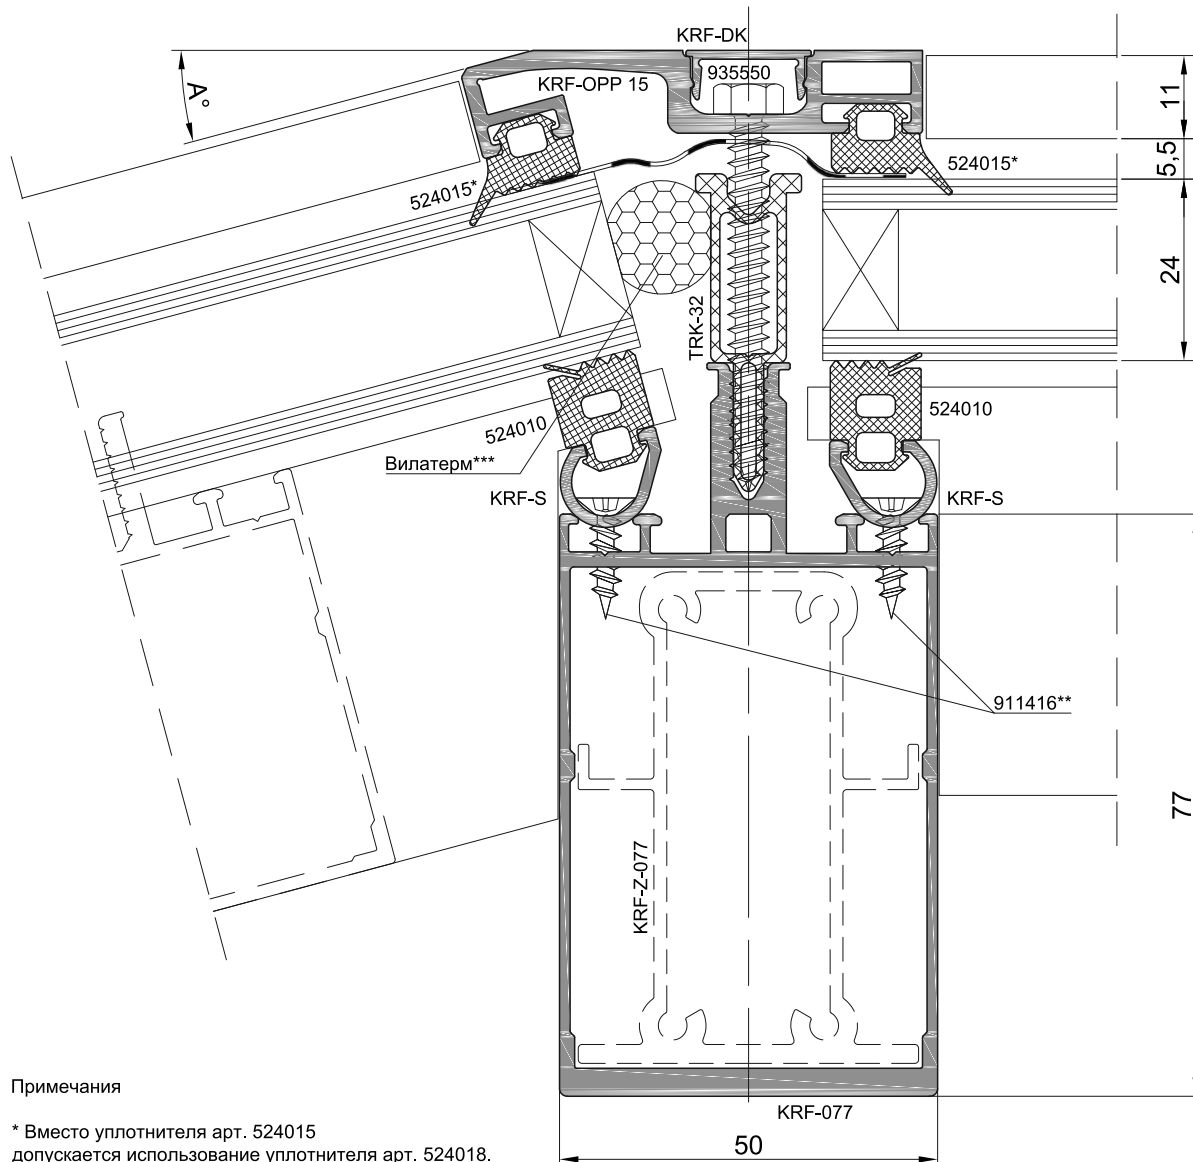 KRF-DK
935550
KRF-OPP 15
A°
11
5,5
524015*
524015*
24
TRK-32
524010
524010
Вилатерм***
KRF-S
KRF-S
911416**
77
KRF-Z-077
KRF-077
50
Примечания
* Вместо уплотнителя арт. 524015
допускается использование уплотнителя арт. 524018.